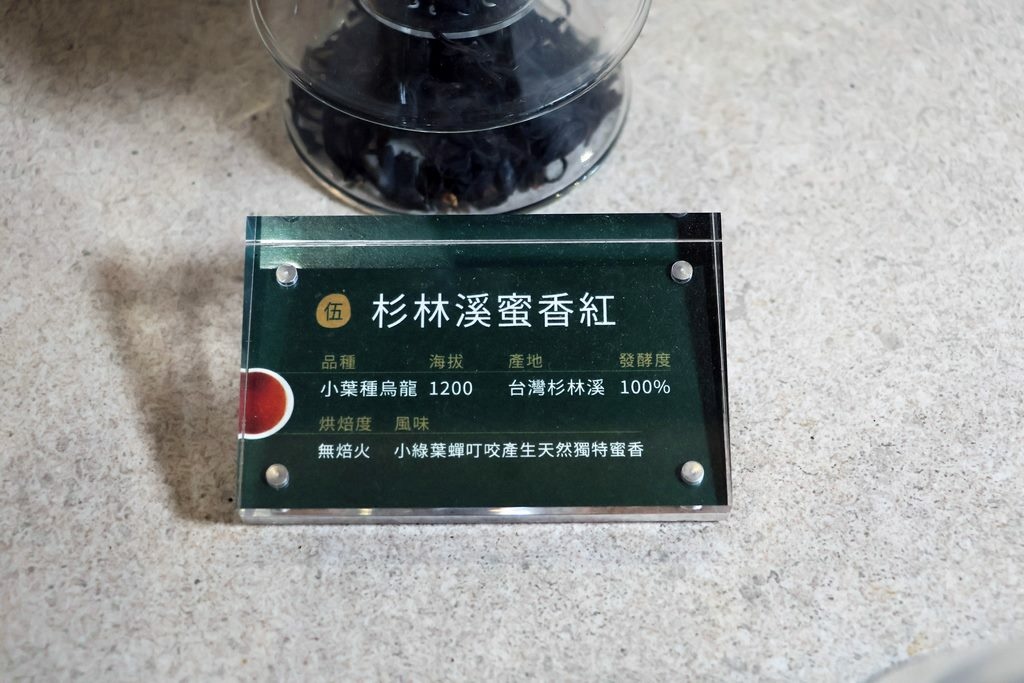 伍 杉林溪蜜香紅
品種 海拔 產地 發酵度
小葉種烏龍 1200 台灣杉林溪 100%
烘焙度 風味
無焙火 小綠葉蟬叮咬產生天然獨特蜜香